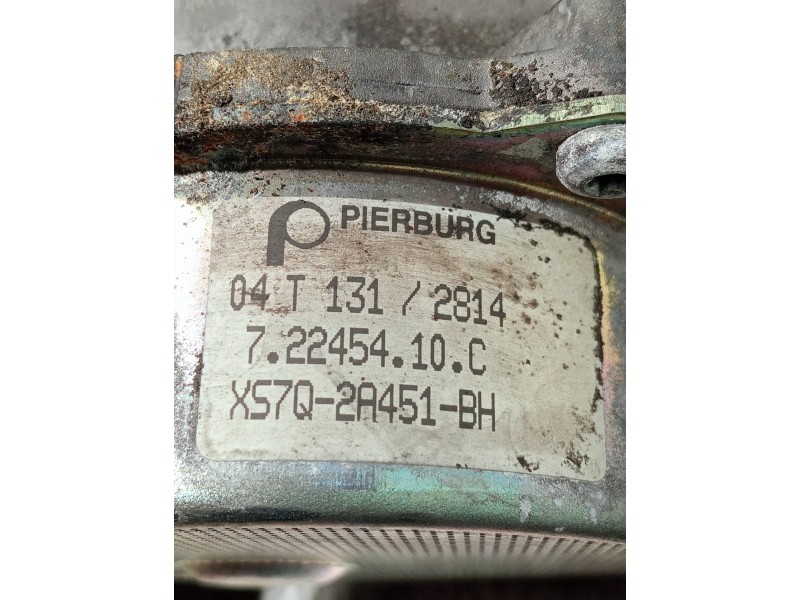 PIERBURG
04 T 131 / 2814
7.22454.10.C
XS7Q-2A451-BH